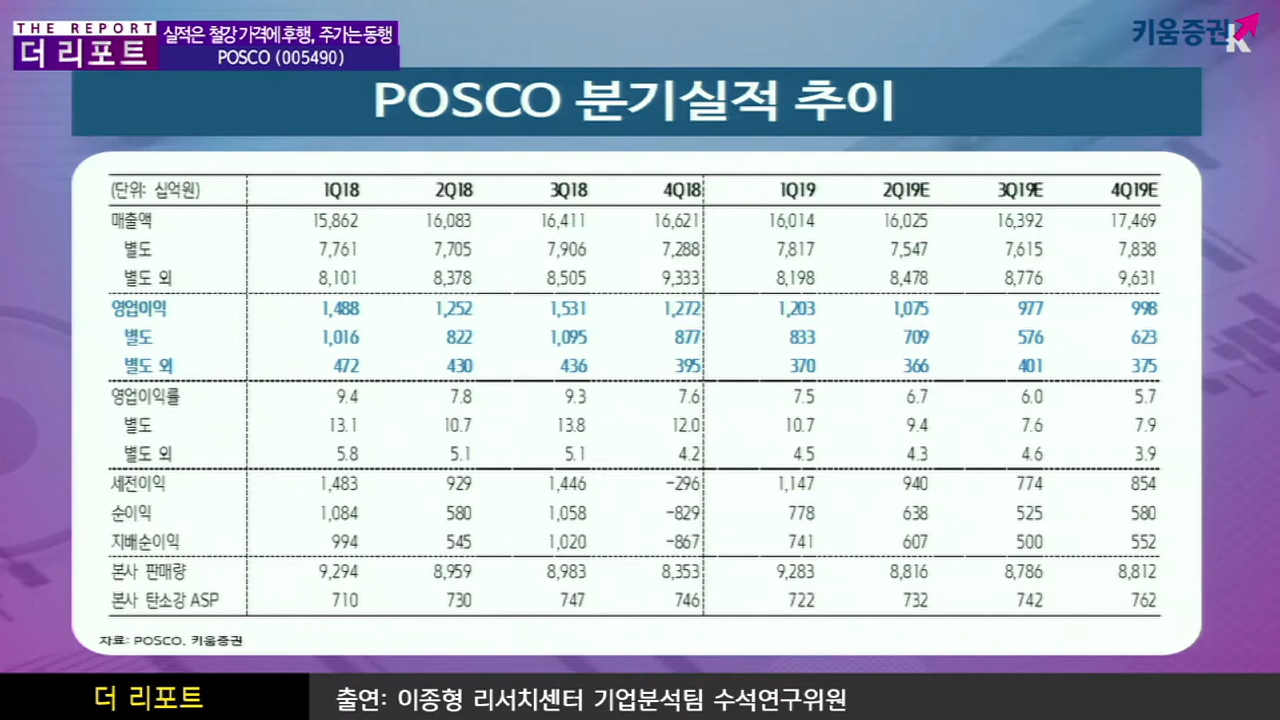 THE REPORT
더 리포트
실적은 철강 가격에 후행, 주가는 동행
POSCO (005490)
키움증권
POSCO 분기실적 추이
(단위: 십억원) 1Q18 2Q18 3Q18 4Q18 1Q19 2Q19E 3Q19E 4Q19E
매출액 15,862 16,083 16,411 16,621 16,014 16,025 16,392 17,469
별도 7,761 7,705 7,906 7,288 7,817 7,547 7,615 7,838
별도 외 8,101 8,378 8,505 9,333 8,198 8,478 8,776 9,631
영업이익 1,488 1,252 1,531 1,272 1,203 1,075 977 998
별도 1,016 822 1,095 877 833 709 576 623
별도 외 472 430 436 395 370 366 401 375
영업이익률 9.4 7.8 9.3 7.6 7.5 6.7 6.0 5.7
별도 13.1 10.7 13.8 12.0 10.7 9.4 7.6 7.9
별도 외 5.8 5.1 5.1 4.2 4.5 4.3 4.6 3.9
세전이익 1,483 929 1,446 -296 1,147 940 774 854
순이익 1,084 580 1,058 -829 778 638 525 580
지배순이익 994 545 1,020 -867 741 607 500 552
본사 판매량 9,294 8,959 8,983 8,353 9,283 8,816 8,786 8,812
본사 탄소강 ASP 710 730 747 746 722 732 742 762
자료: POSCO, 키움증권
더 리포트
출연: 이종형 리서치센터 기업분석팀 수석연구위원